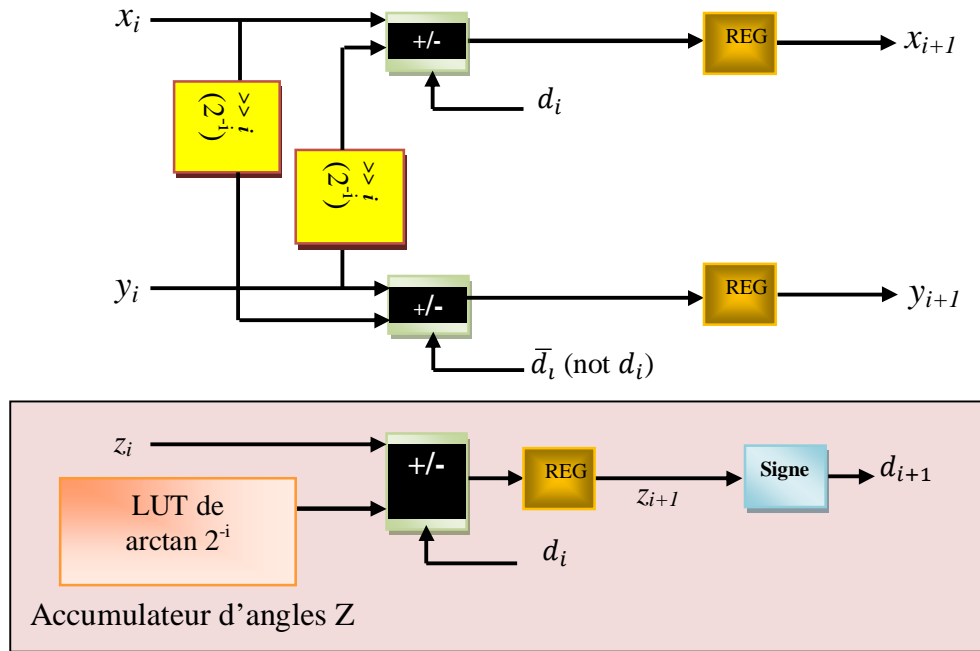 xᵢ
+/-
REG
xᵢ₊₁
dᵢ
>>i
(2⁻ⁱ)
>>i
(2⁻ⁱ)
yᵢ
+/-
REG
yᵢ₊₁
d̅ᵢ (not dᵢ)
zᵢ
+/-
REG
zᵢ₊₁
Signe
dᵢ₊₁
LUT de
arctan 2⁻ⁱ
dᵢ
Accumulateur d'angles Z